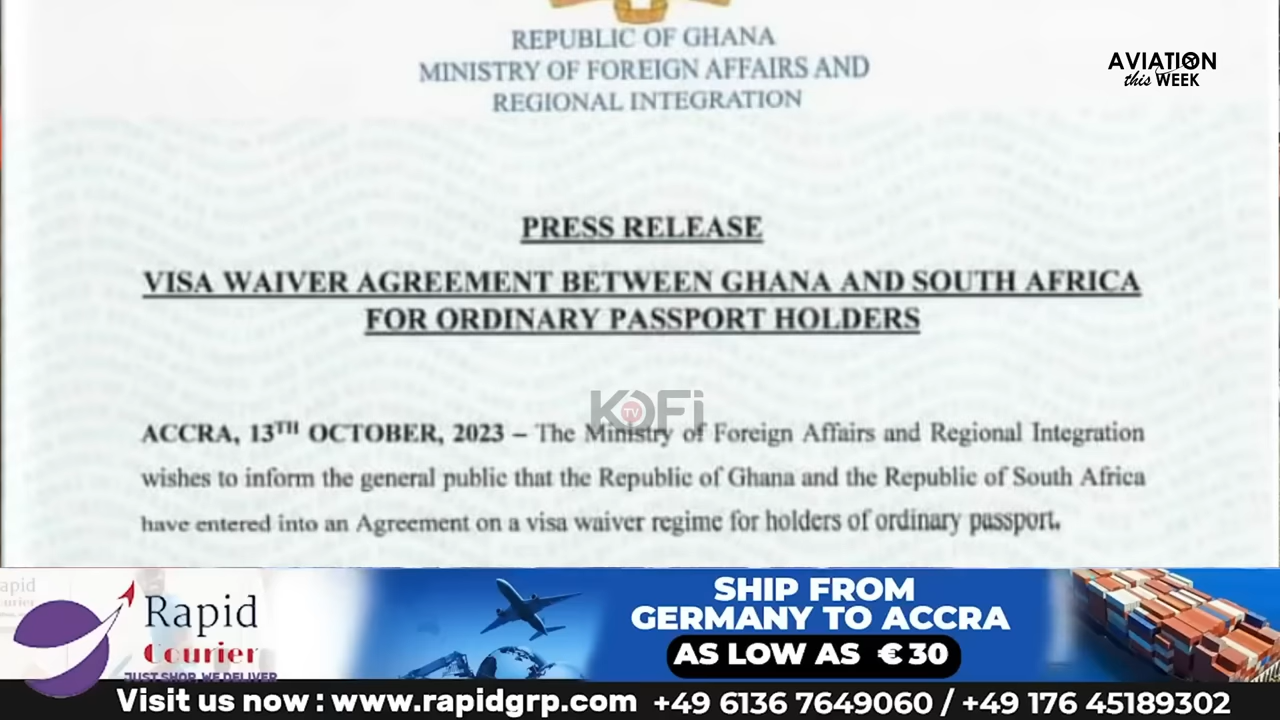 REPUBLIC OF GHANA
MINISTRY OF FOREIGN AFFAIRS AND
REGIONAL INTEGRATION
AVIATION
this WEEK
PRESS RELEASE
VISA WAIVER AGREEMENT BETWEEN GHANA AND SOUTH AFRICA
FOR ORDINARY PASSPORT HOLDERS
KOFi
TV
ACCRA, 13TH OCTOBER, 2023 – The Ministry of Foreign Affairs and Regional Integration
wishes to inform the general public that the Republic of Ghana and the Republic of South Africa
have entered into an Agreement on a visa waiver regime for holders of ordinary passport.
apid
Rapid
Courier
JUST SHOP, WE DELIVER
SHIP FROM
GERMANY TO ACCRA
AS LOW AS €30
Visit us now : www.rapidgrp.com +49 6136 7649060 / +49 176 45189302